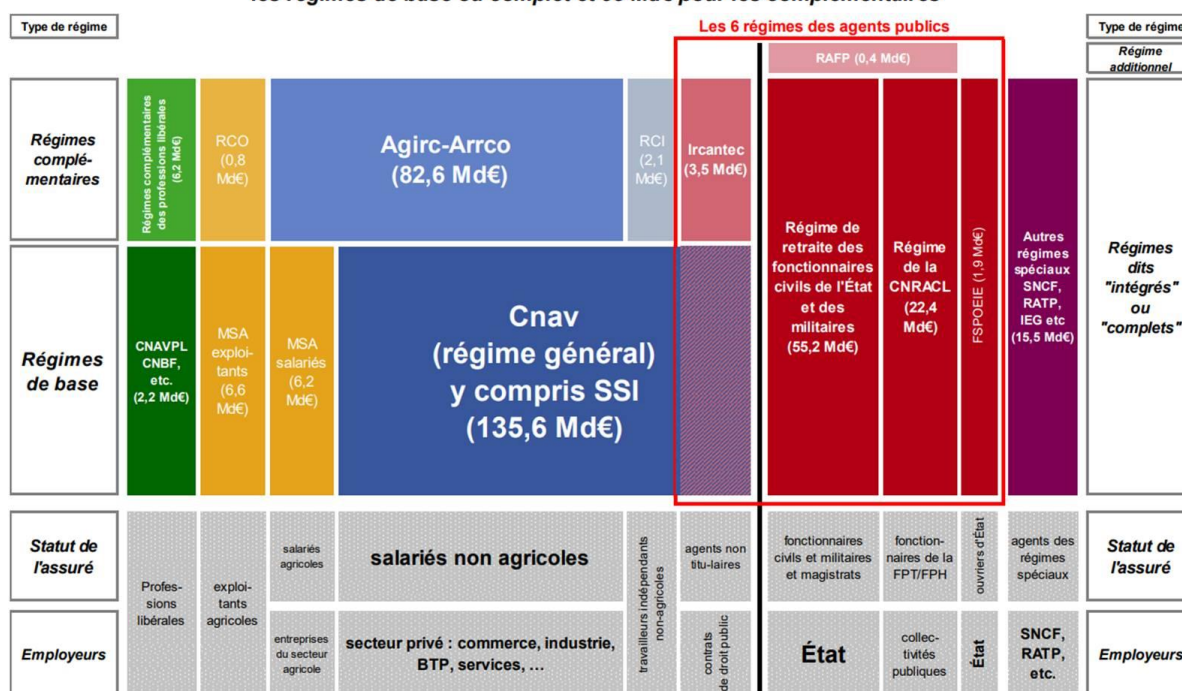 Les 6 régimes des agents publics
Type de régime
Type de régime
Régime
additionnel
RAFP (0,4 Md€)
Régimes
complé-
mentaires
Régimes complémentaires
des professions libérales
(6,2 Md€)
RCO
(0,8
Md€)
Agirc-Arrco
(82,6 Md€)
RCI
(2,1
Md€)
Ircantec
(3,5 Md€)
Régimes
de base
CNAVPL
CNBF,
etc.
(2,2 Md€)
MSA
exploi-
tants
(6,6
Md€)
MSA
salariés
(6,2
Md€)
Cnav
(régime général)
y compris SSI
(135,6 Md€)
Régime de
retraite des
fonctionnaires
civils de l'État
et des
militaires
(55,2 Md€)
Régime
de la
CNRACL
(22,4
Md€)
FSPOEIE (1,9 Md€)
Autres
régimes
spéciaux
SNCF,
RATP,
IEG etc
(15,5 Md€)
Régimes
dits
"intégrés"
ou
"complets"
Statut de
l'assuré
Profes-
sions
libérales
exploi-
tants
agricoles
salariés
agricoles
salariés non agricoles
travailleurs indépendants
non-agricoles
agents non
titu-laires
fonctionnaires
civils et militaires
et magistrats
fonction-
naires de la
FPT/FPH
ouvriers d'État
agents des
régimes
spéciaux
Statut de
l'assuré
Employeurs
entreprises
du secteur
agricole
secteur privé : commerce, industrie,
BTP, services, ...
contrats
de droit public
État
collec-
tivités
publiques
État
SNCF,
RATP,
etc.
Employeurs